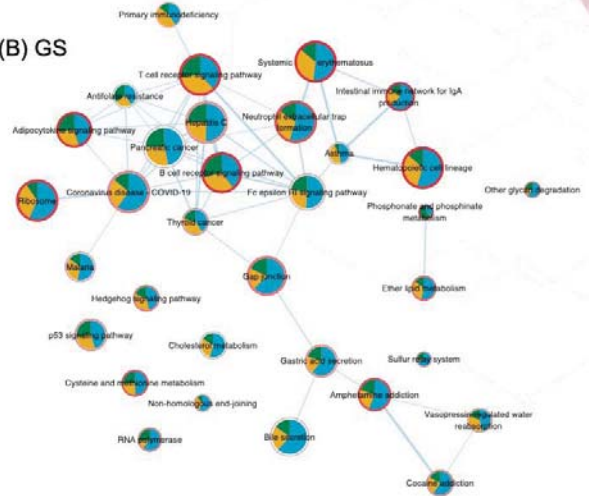 Primary immunodeficiency
(B) GS
Systemic erythematosus
T cell receptor signaling pathway
Antifolate resistance
Intestinal immune network for IgA
production
Hepatitis C
Neutrophil extracellular trap
formation
Adipocytokine signaling pathway
Pancreatic cancer
Asthma
B cell receptor signaling pathway
Hematopoietic cell lineage
Ribosome
Coronavirus disease - COVID-19
Fc epsilon RI signaling pathway
Other glycan degradation
Phosphonate and phosphinate
metabolism
Thyroid cancer
Malaria
Gap junction
Ether lipid metabolism
Hedgehog signaling pathway
p53 signaling pathway
Cholesterol metabolism
Gastric acid secretion
Sulfur relay system
Cysteine and methionine metabolism
Amphetamine addiction
Non-homologous end-joining
Vasopressin-regulated water
reabsorption
RNA polymerase
Bile secretion
Cocaine addiction